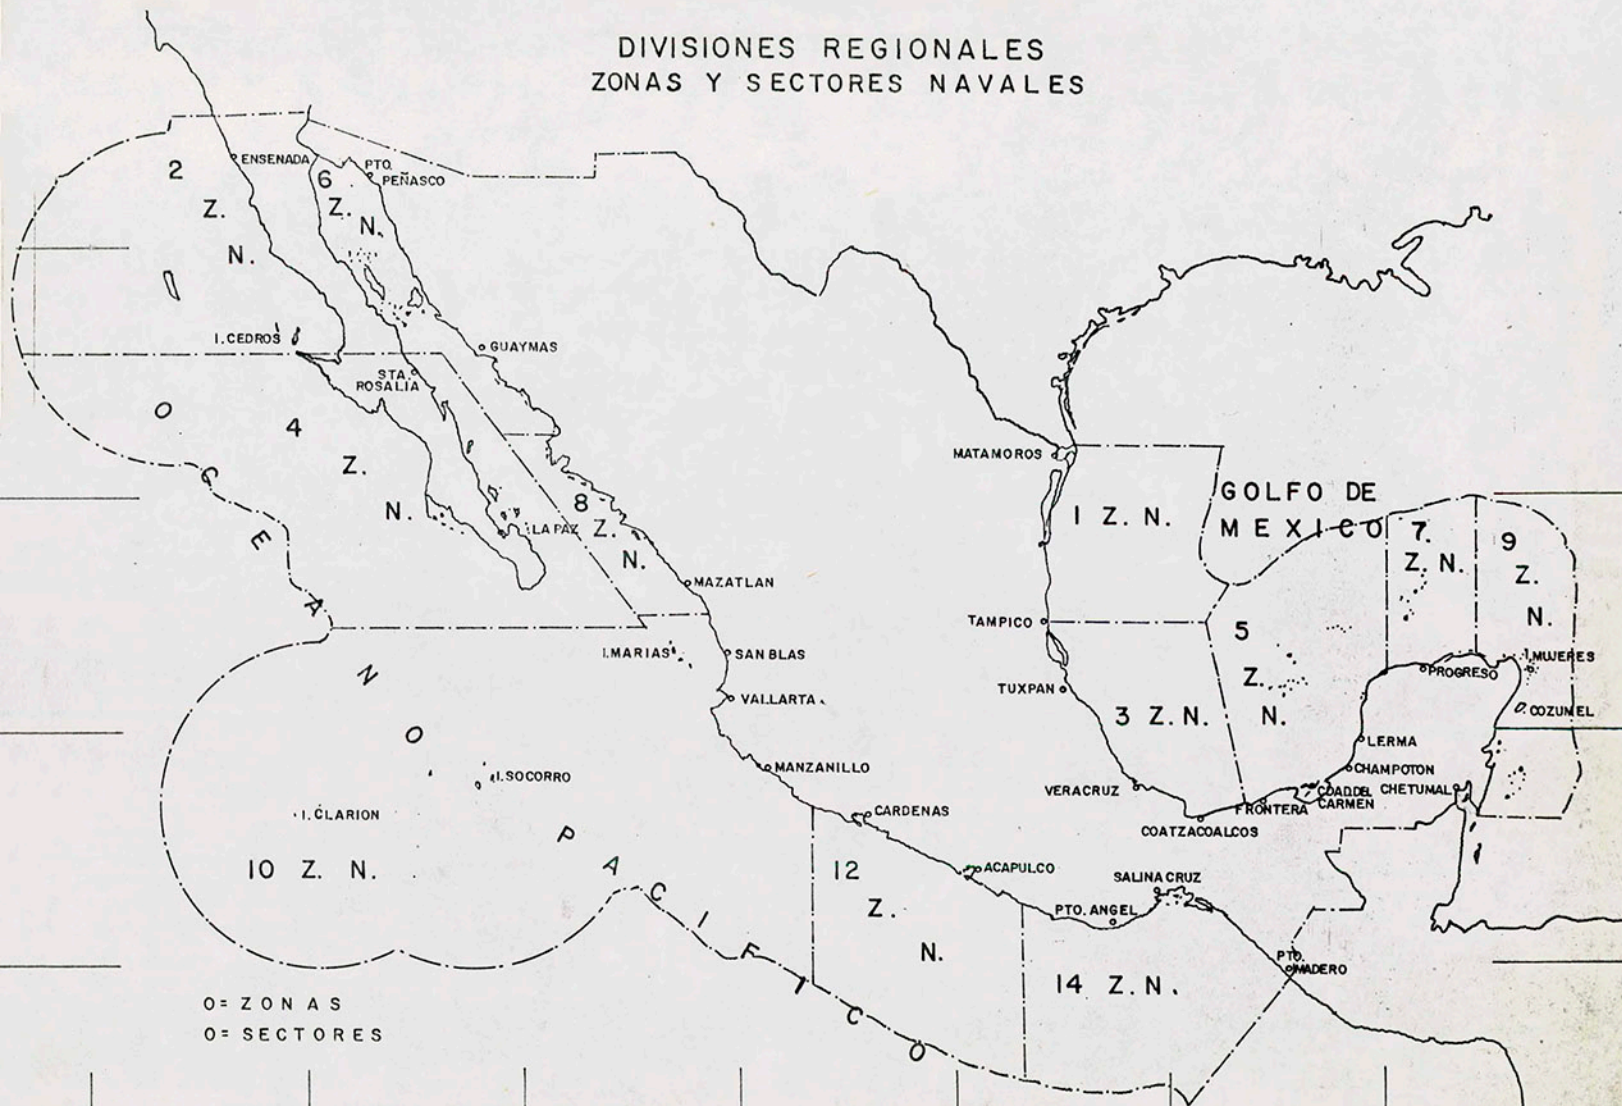 DIVISIONES REGIONALES
ZONAS Y SECTORES NAVALES
2
Z.
N.
ENSENADA
6
Z.
N.
PTO.
PEÑASCO
I. CEDROS
GUAYMAS
STA.
ROSALIA
4
Z.
N.
LA PAZ
8
Z.
N.
MAZATLAN
I. MARIAS
SAN BLAS
VALLARTA
MANZANILLO
I. SOCORRO
I. CLARION
10 Z. N.
OCEANO PACIFICO
MATAMOROS
1 Z. N.
GOLFO DE
MEXICO
7.
Z. N.
9
Z.
N.
TAMPICO
5
Z.
N.
TUXPAN
3 Z. N.
I. MUJERES
PROGRESO
COZUMEL
LERMA
CHAMPOTON
VERACRUZ
CDAD. DEL
CARMEN
CHETUMAL
FRONTERA
COATZACOALCOS
CARDENAS
12
Z.
N.
ACAPULCO
SALINA CRUZ
PTO. ANGEL
14 Z. N.
PTO.
MADERO
O= ZONAS
O= SECTORES